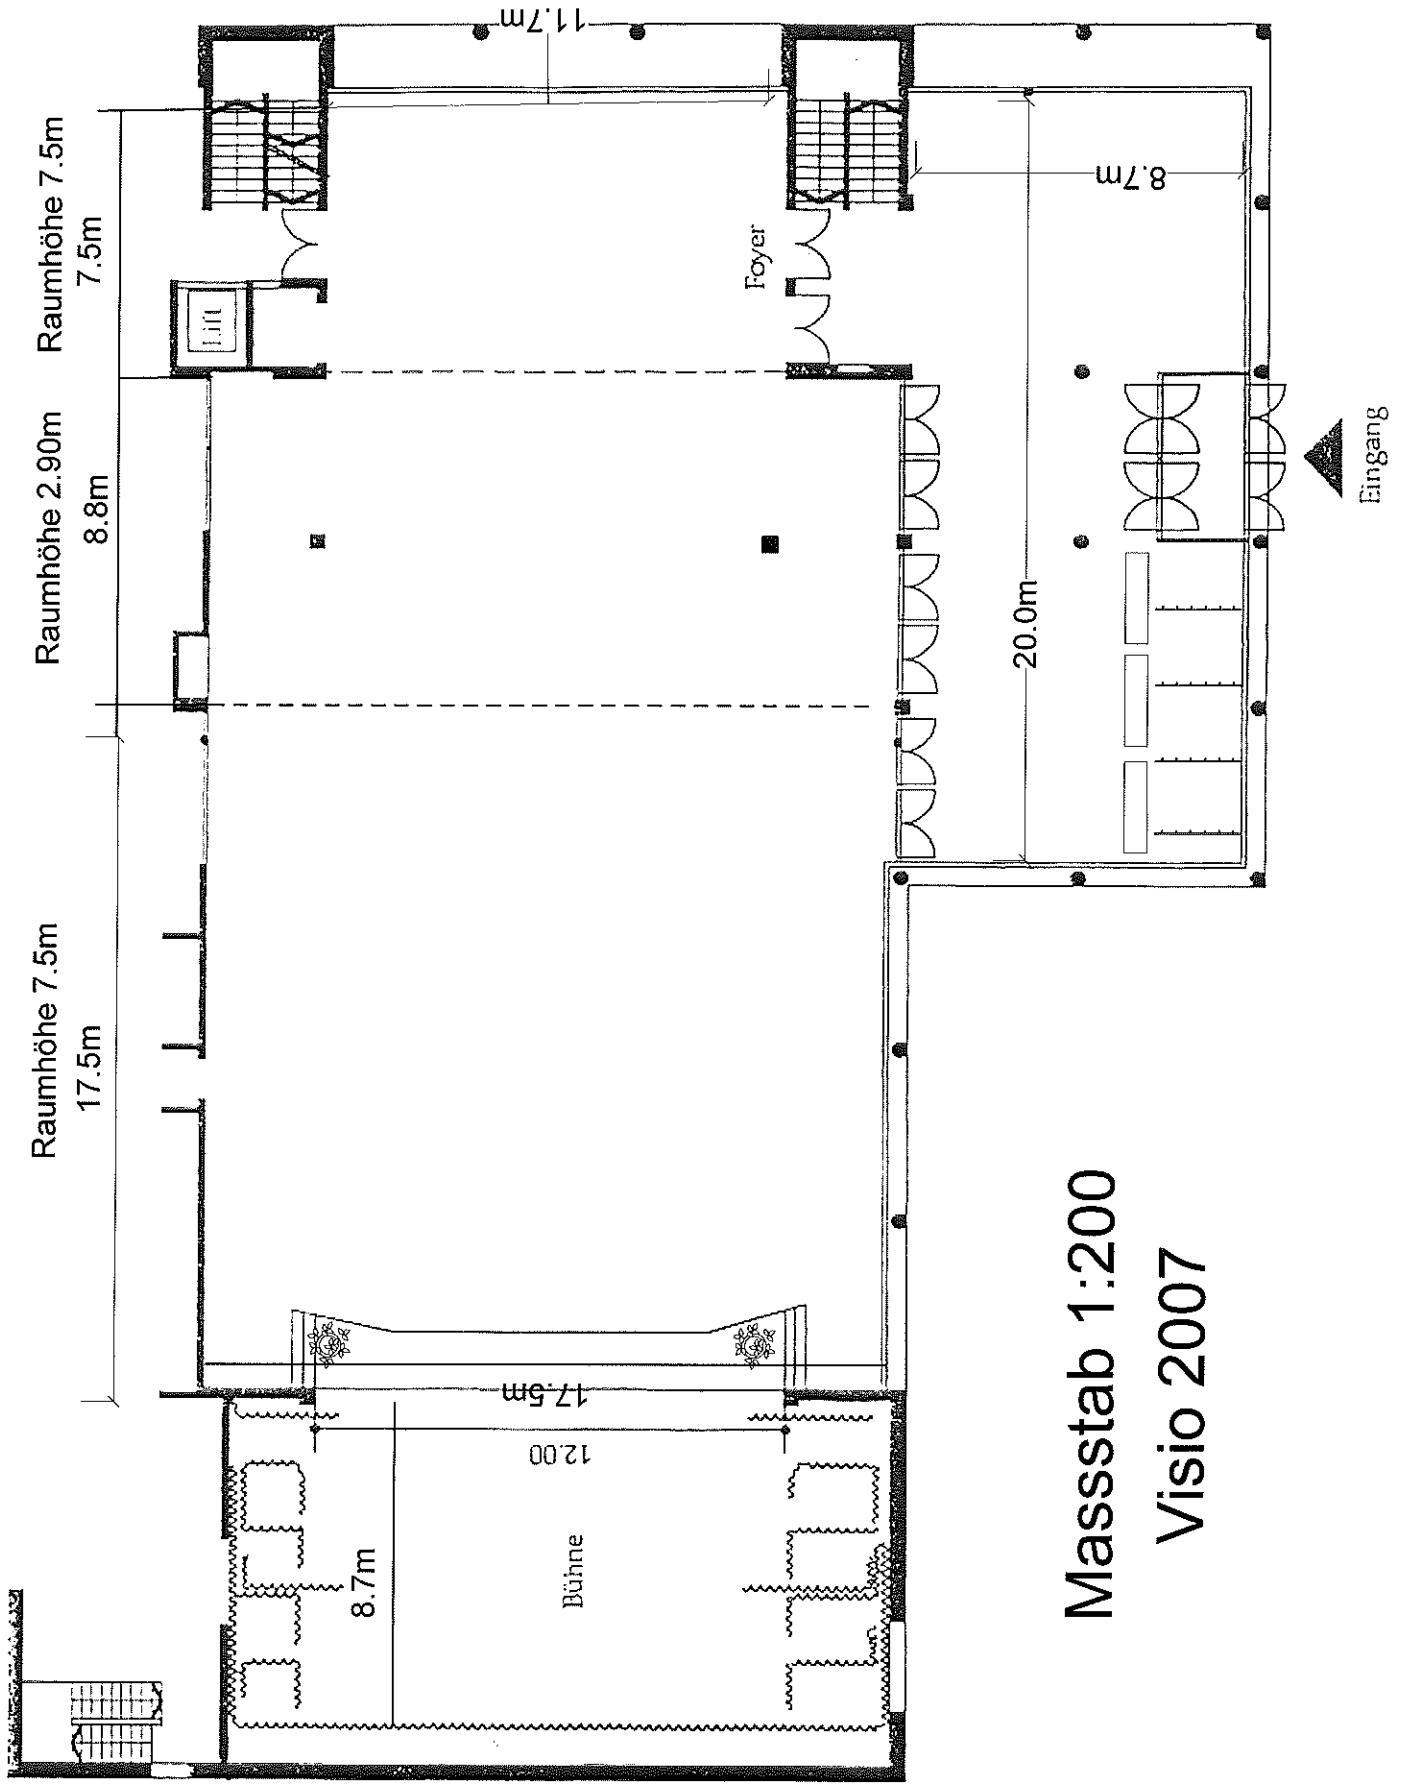 Raumhöhe 7.5m
17.5m
Raumhöhe 2.90m
8.8m
Raumhöhe 7.5m
7.5m
Lift
11.7m
Foyer
8.7m
20.0m
Eingang
17.5m
12.00
8.7m
Bühne
Massstab 1:200
Visio 2007